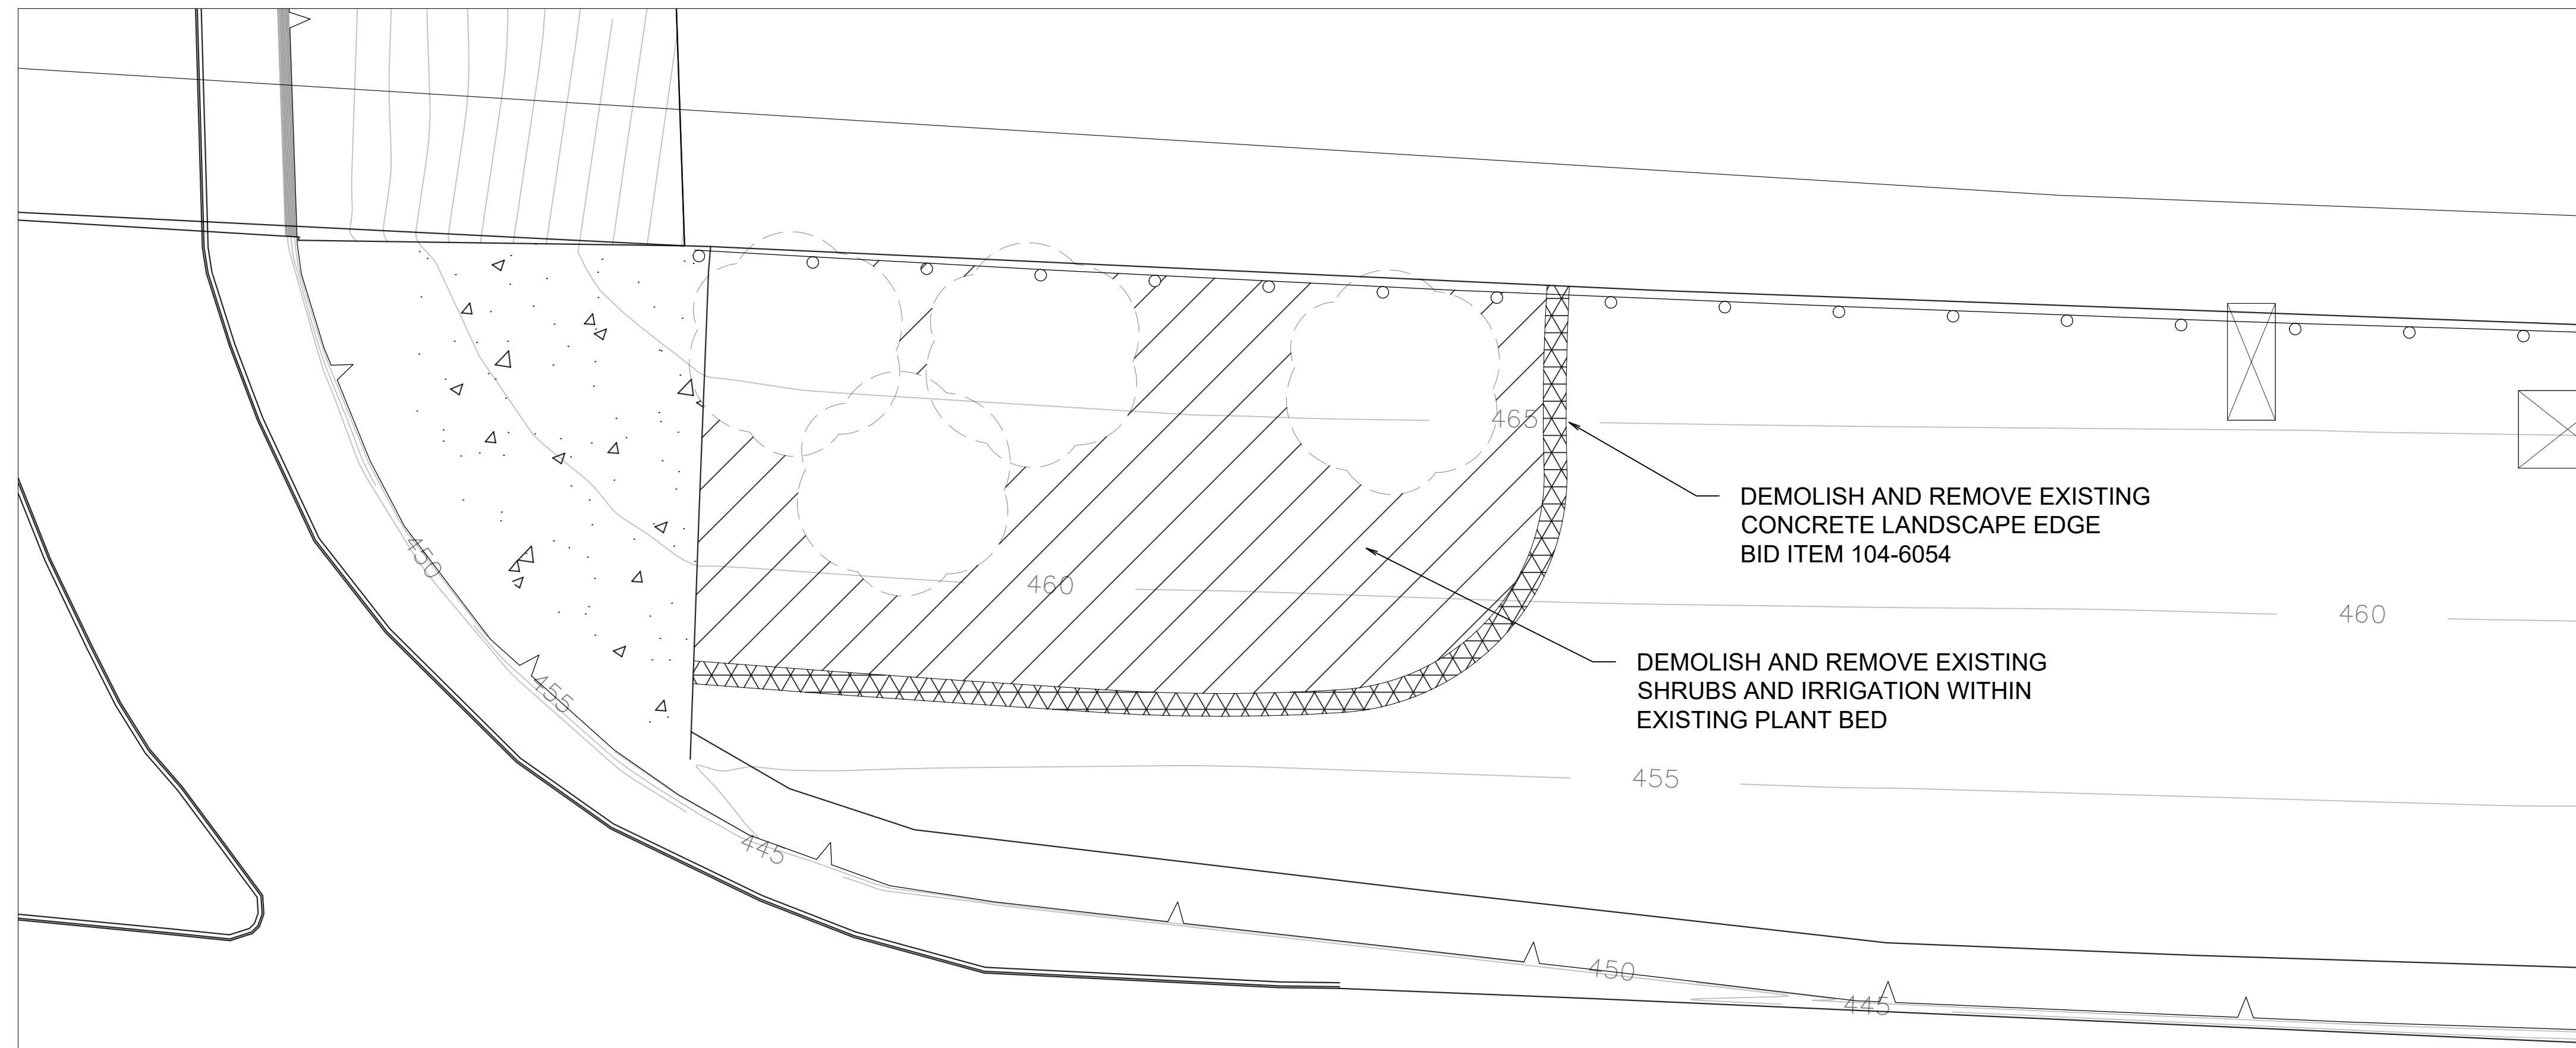 465
DEMOLISH AND REMOVE EXISTING
CONCRETE LANDSCAPE EDGE
BID ITEM 104-6054
450
460
460
DEMOLISH AND REMOVE EXISTING
SHRUBS AND IRRIGATION WITHIN
EXISTING PLANT BED
455
455
445
450
445